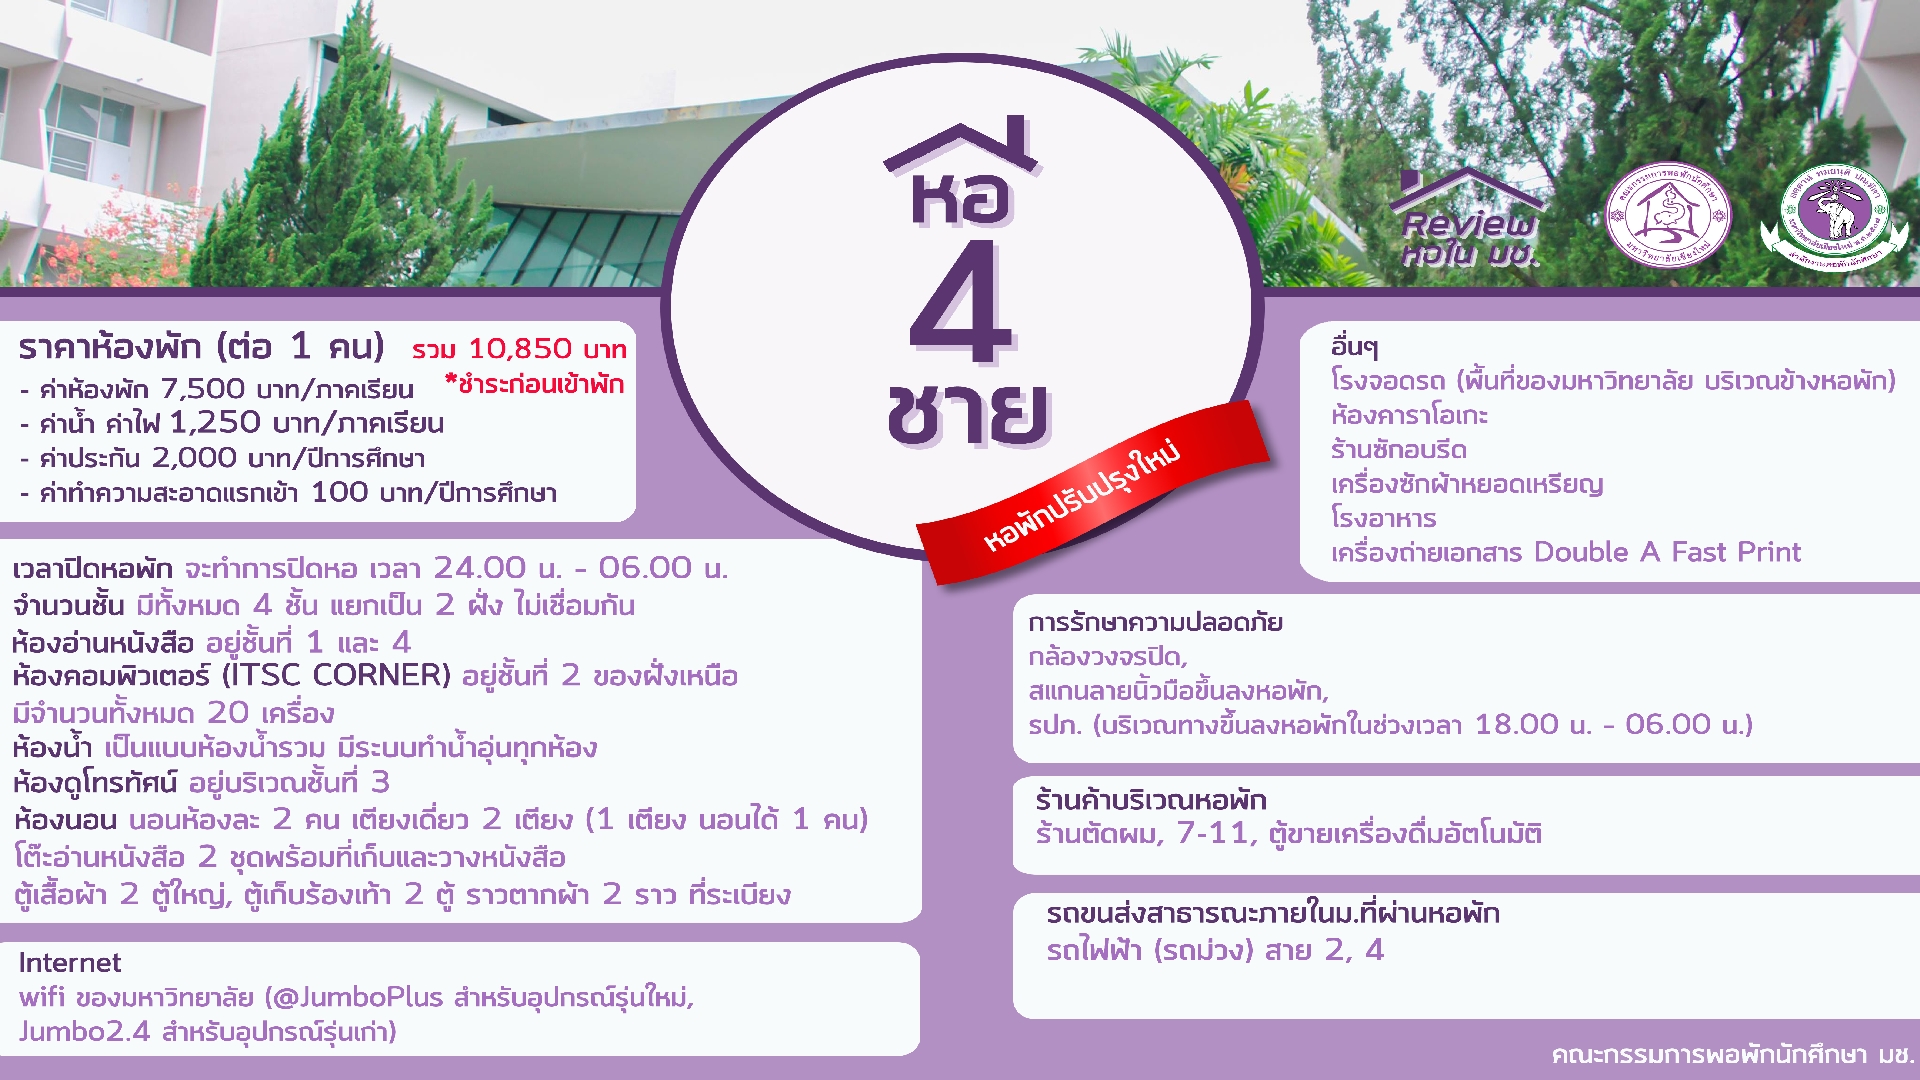 หอ
4
ชาย
หอพักปรับปรุงใหม่
Review
หอใน มช.
คณะกรรมการหอพักนักศึกษา
มหาวิทยาลัยเชียงใหม่
ราคาห้องพัก (ต่อ 1 คน) รวม 10,850 บาท
*ชำระก่อนเข้าพัก
- ค่าห้องพัก 7,500 บาท/ภาคเรียน
- ค่าน้ำ ค่าไฟ 1,250 บาท/ภาคเรียน
- ค่าประกัน 2,000 บาท/ปีการศึกษา
- ค่าทำความสะอาดแรกเข้า 100 บาท/ปีการศึกษา
เวลาปิดหอพัก จะทำการปิดหอ เวลา 24.00 น. - 06.00 น.
จำนวนชั้น มีทั้งหมด 4 ชั้น แยกเป็น 2 ฝั่ง ไม่เชื่อมกัน
ห้องอ่านหนังสือ อยู่ชั้นที่ 1 และ 4
ห้องคอมพิวเตอร์ (ITSC CORNER) อยู่ชั้นที่ 2 ของฝั่งเหนือ
มีจำนวนทั้งหมด 20 เครื่อง
ห้องน้ำ เป็นแบบห้องน้ำรวม มีระบบทำน้ำอุ่นทุกห้อง
ห้องดูโทรทัศน์ อยู่บริเวณชั้นที่ 3
ห้องนอน นอนห้องละ 2 คน เตียงเดี่ยว 2 เตียง (1 เตียง นอนได้ 1 คน)
โต๊ะอ่านหนังสือ 2 ชุดพร้อมที่เก็บและวางหนังสือ
ตู้เสื้อผ้า 2 ตู้ใหญ่, ตู้เก็บร้องเท้า 2 ตู้ ราวตากผ้า 2 ราว ที่ระเบียง
Internet
wifi ของมหาวิทยาลัย (@JumboPlus สำหรับอุปกรณ์รุ่นใหม่,
Jumbo2.4 สำหรับอุปกรณ์รุ่นเก่า)
อื่นๆ
โรงจอดรถ (พื้นที่ของมหาวิทยาลัย บริเวณข้างหอพัก)
ห้องคาราโอเกะ
ร้านซักอบรีด
เครื่องซักผ้าหยอดเหรียญ
โรงอาหาร
เครื่องถ่ายเอกสาร Double A Fast Print
การรักษาความปลอดภัย
กล้องวงจรปิด,
สแกนลายนิ้วมือขึ้นลงหอพัก,
รปภ. (บริเวณทางขึ้นลงหอพักในช่วงเวลา 18.00 น. - 06.00 น.)
ร้านค้าบริเวณหอพัก
ร้านตัดผม, 7-11, ตู้ขายเครื่องดื่มอัตโนมัติ
รถขนส่งสาธารณะภายในม.ที่ผ่านหอพัก
รถไฟฟ้า (รถม่วง) สาย 2, 4
คณะกรรมการพอพักนักศึกษา มช.